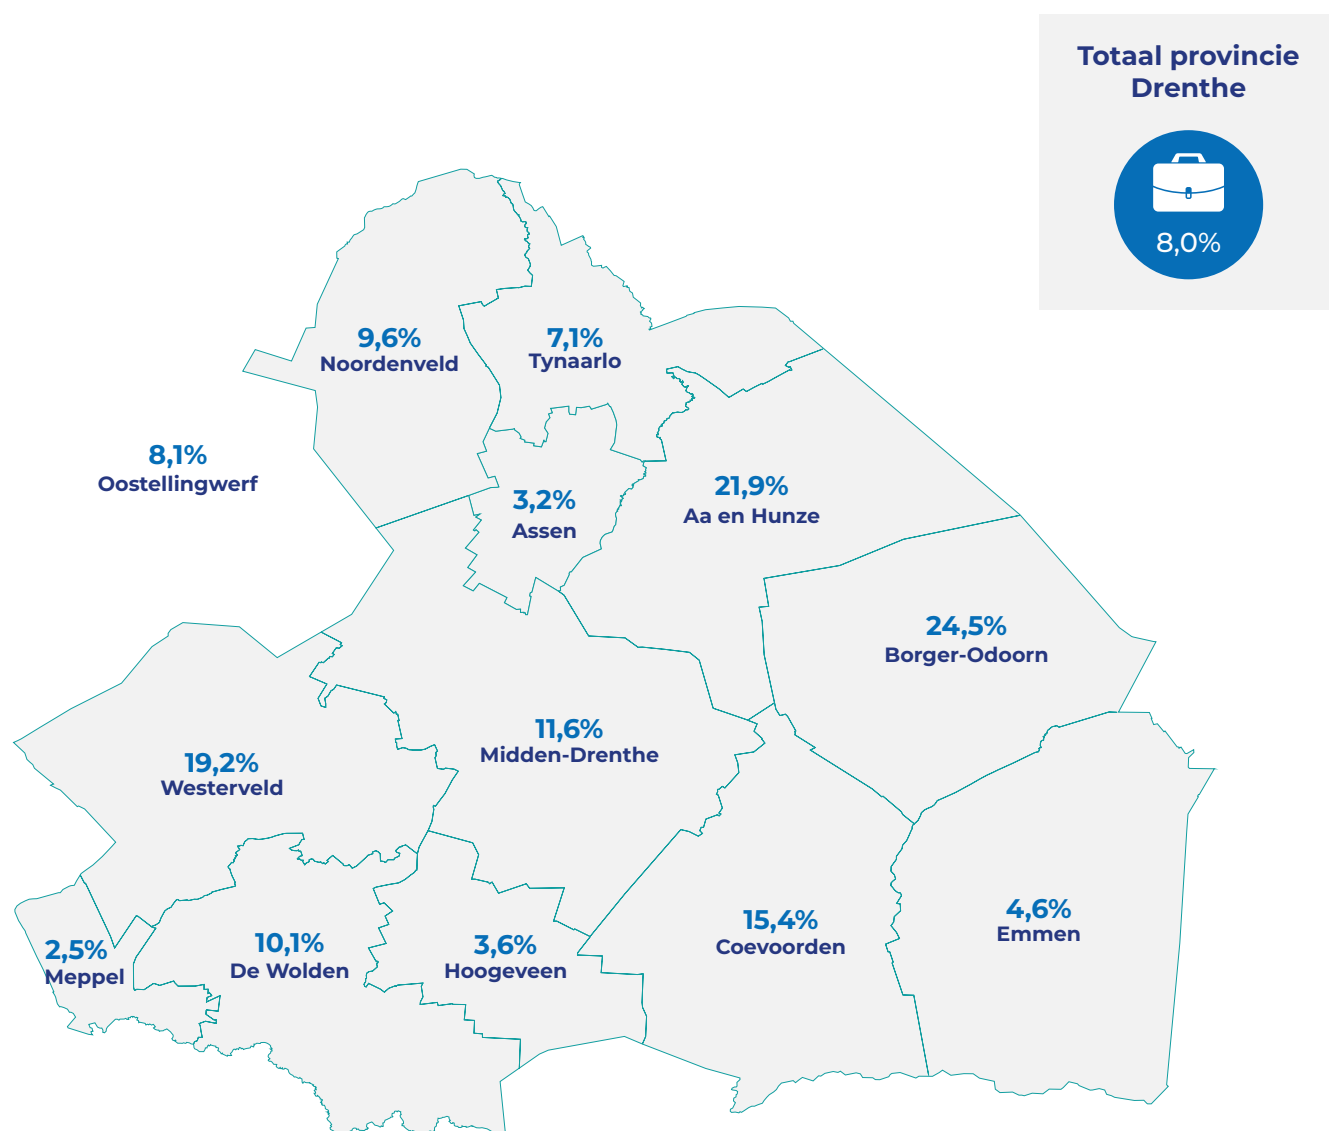 Totaal provincie
Drenthe
8,0%
9,6%
Noordenveld
7,1%
Tynaarlo
8,1%
Oostellingwerf
3,2%
Assen
21,9%
Aa en Hunze
24,5%
Borger-Odoorn
11,6%
Midden-Drenthe
19,2%
Westerveld
2,5%
Meppel
10,1%
De Wolden
3,6%
Hoogeveen
15,4%
Coevoorden
4,6%
Emmen